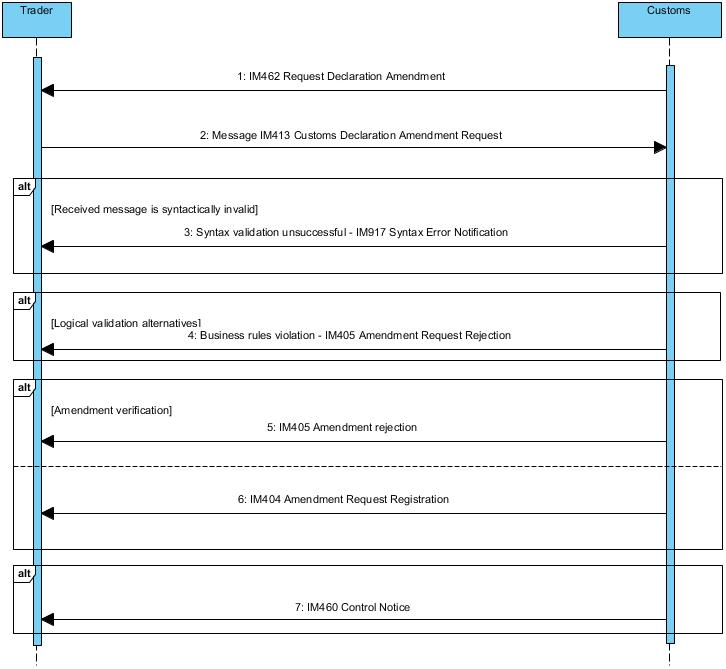 Trader
Customs
1: IM462 Request Declaration Amendment
2: Message IM413 Customs Declaration Amendment Request
alt
[Received message is syntactically invalid]
3: Syntax validation unsuccessful - IM917 Syntax Error Notification
alt
[Logical validation alternatives]
4: Business rules violation - IM405 Amendment Request Rejection
alt
[Amendment verification]
5: IM405 Amendment rejection
6: IM404 Amendment Request Registration
alt
7: IM460 Control Notice